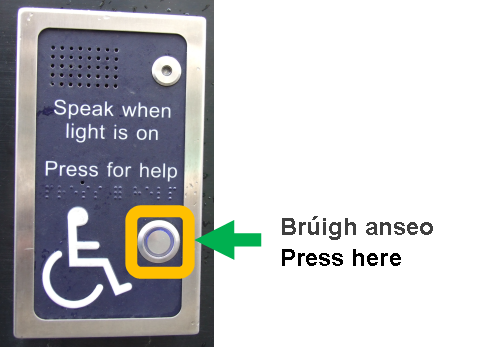 Speak when
light is on
Press for help
Brúigh anseo
Press here